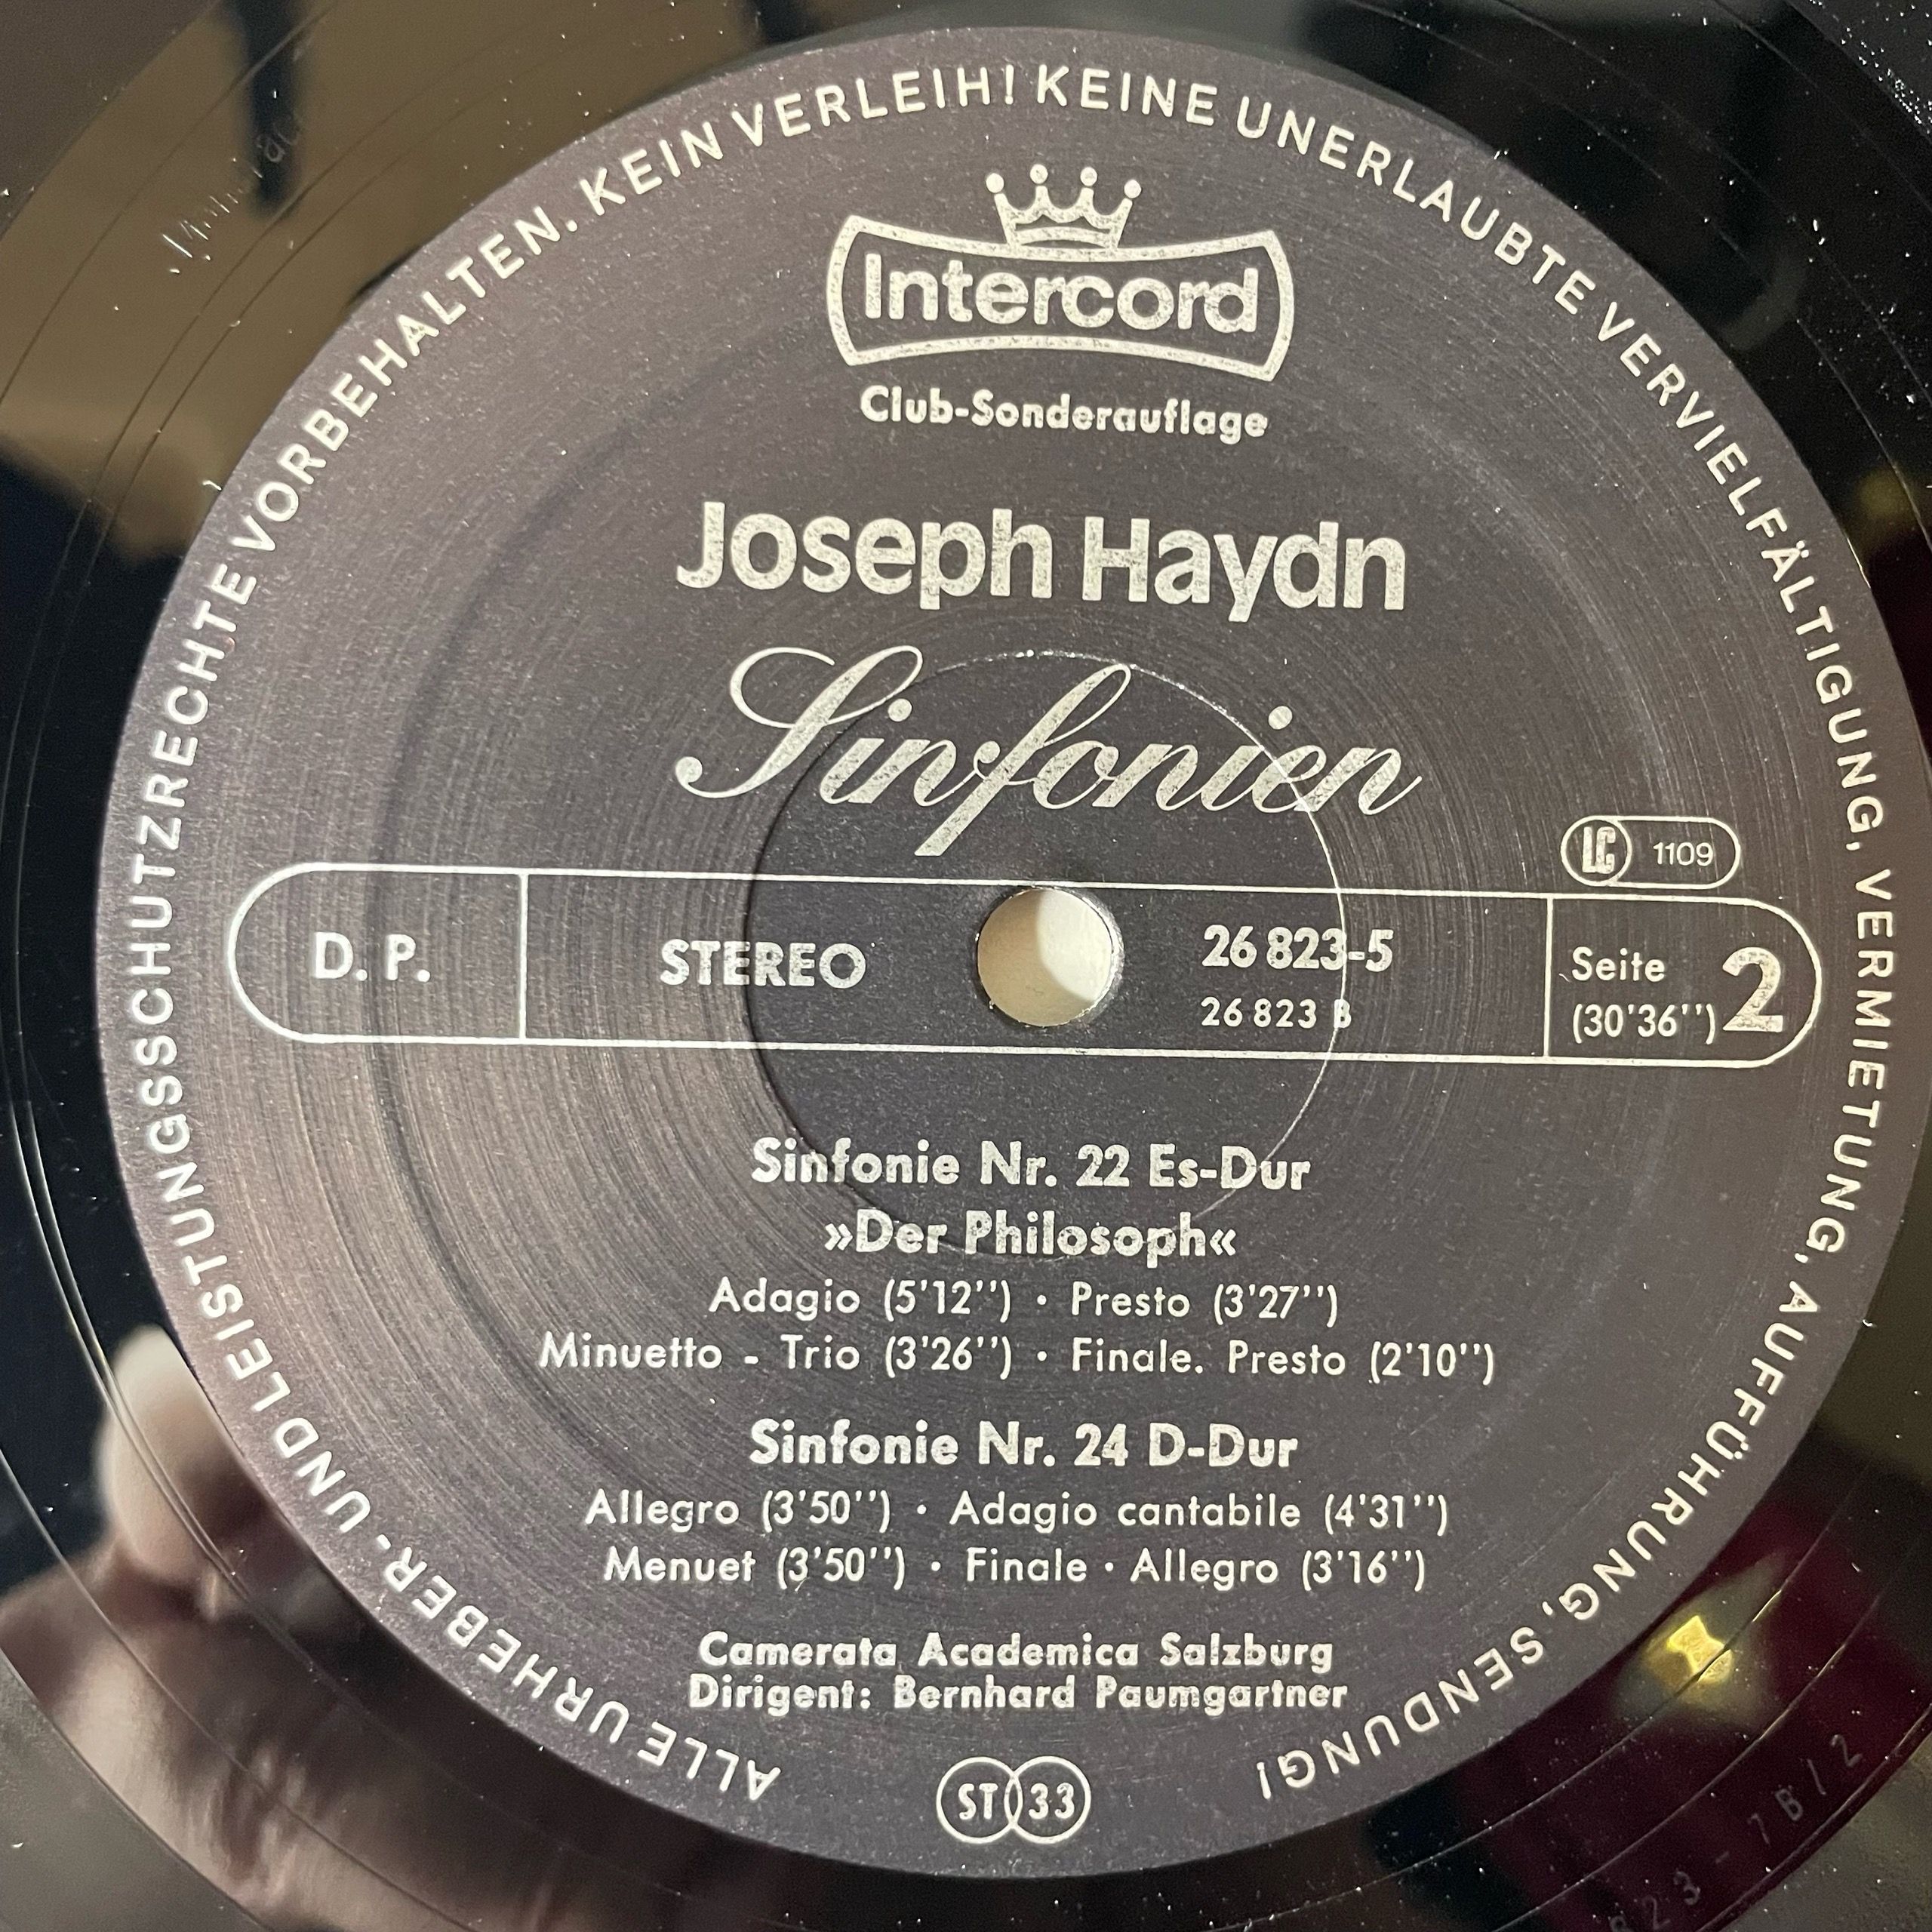 ALLE URHEBER- UND LEISTUNGSSCHUTZRECHTE VORBEHALTEN. KEIN VERLEIH! KEINE UNERLAUBTE VERVIELFÄLTIGUNG, VERMIETUNG, AUFFÜHRUNG, SENDUNG!
Intercord
Club-Sonderauflage
Joseph Haydn
Sinfonien
LC 1109
D. P. STEREO 26 823-5 Seite 2
26 823 B (30'36'')
Sinfonie Nr. 22 Es-Dur
»Der Philosoph«
Adagio (5'12'') · Presto (3'27'')
Minuetto - Trio (3'26'') · Finale. Presto (2'10'')
Sinfonie Nr. 24 D-Dur
Allegro (3'50'') · Adagio cantabile (4'31'')
Menuet (3'50'') · Finale · Allegro (3'16'')
Camerata Academica Salzburg
Dirigent: Bernhard Paumgartner
ST 33